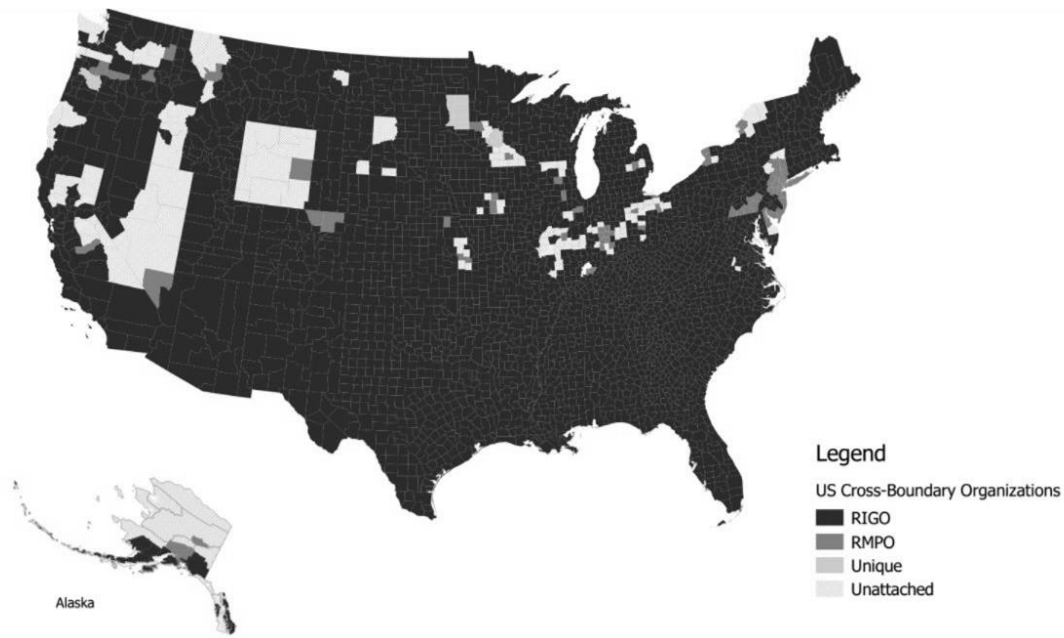 Legend
US Cross-Boundary Organizations
RIGO
RMPO
Unique
Unattached
Alaska